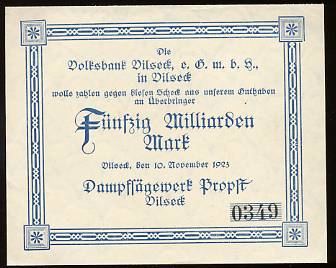 Die
Volksbank Vilseck, e. G. m. b. H.,
in Vilseck
wolle zahlen gegen diesen Scheck aus unserem Guthaben
an Überbringer
Fünfzig Milliarden
Mark
Vilseck, den 10. November 1923
Dampfsägewerk Propst
Vilseck
0349